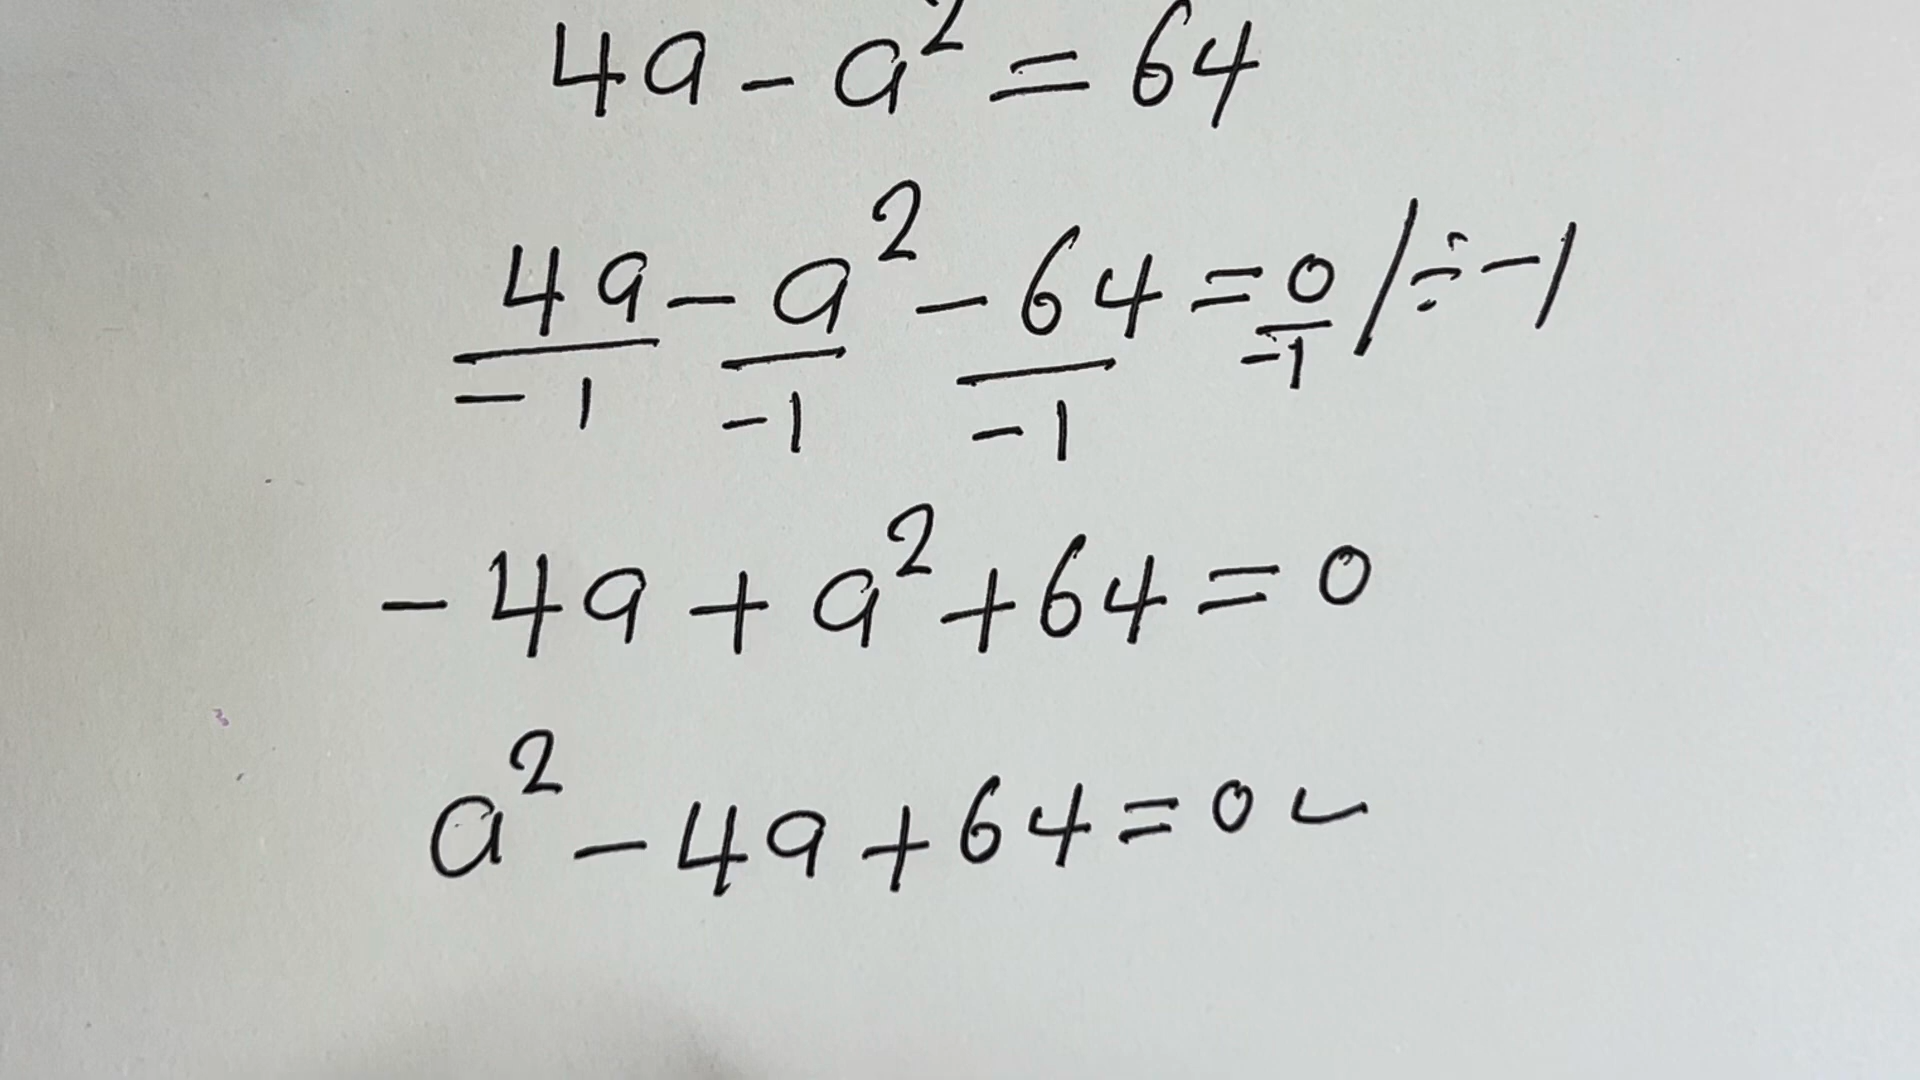 4a - a² = 64
4a - a² - 64 = 0 / ÷ -1
-1 -1 -1 -1
- 4a + a² + 64 = 0
a² - 4a + 64 = 0